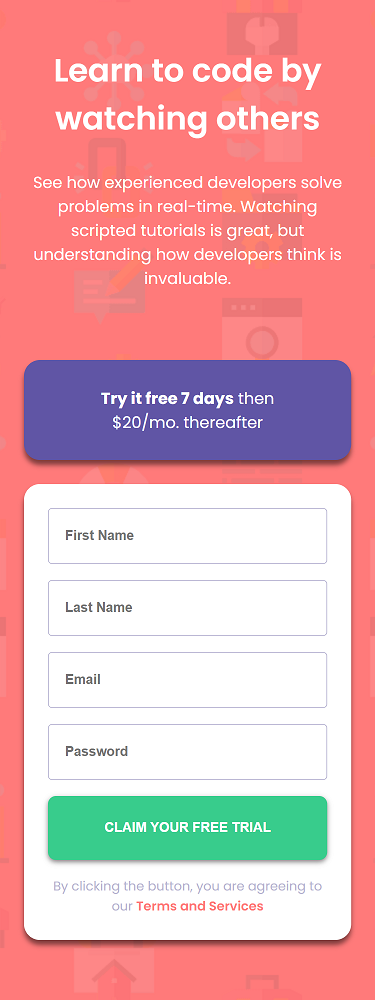 Learn to code by
watching others
See how experienced developers solve
problems in real-time. Watching
scripted tutorials is great, but
understanding how developers think is
invaluable.
Try it free 7 days then
$20/mo. thereafter
First Name
Last Name
Email
Password
CLAIM YOUR FREE TRIAL
By clicking the button, you are agreeing to
our Terms and Services